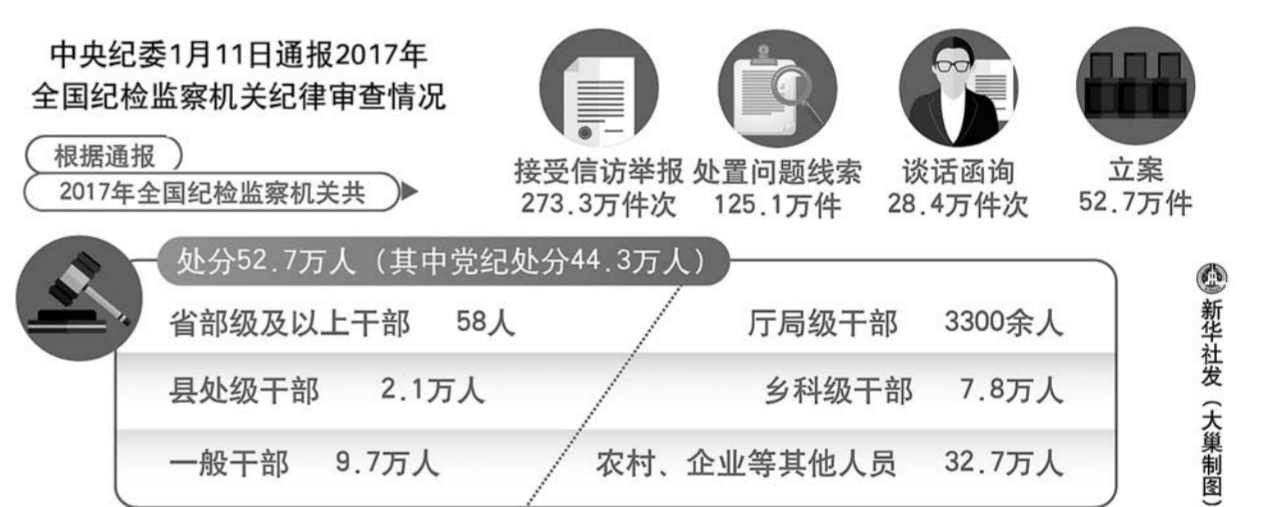 中央纪委1月11日通报2017年
全国纪检监察机关纪律审查情况
根据通报
2017年全国纪检监察机关共
接受信访举报
273.3万件次
处置问题线索
125.1万件
谈话函询
28.4万件次
立案
52.7万件
处分52.7万人（其中党纪处分44.3万人）
省部级及以上干部 58人
厅局级干部 3300余人
县处级干部 2.1万人
乡科级干部 7.8万人
一般干部 9.7万人
农村、企业等其他人员 32.7万人
新华社发（大巢制图）